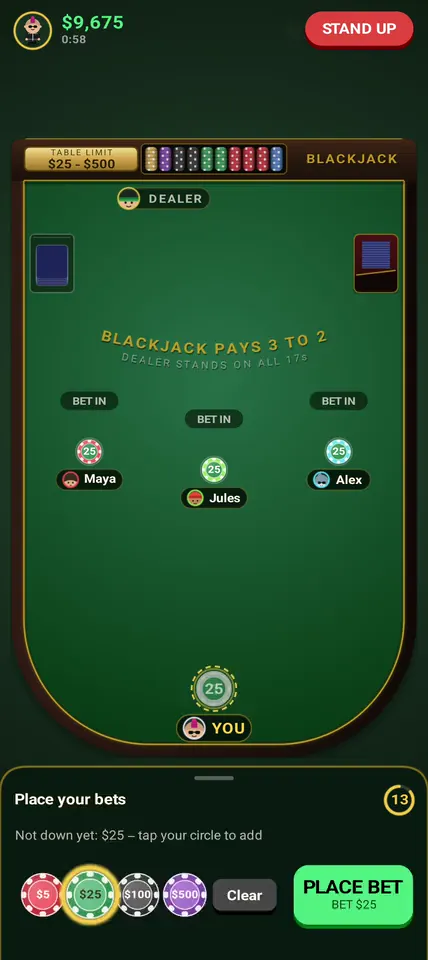 $9,675
0:58
STAND UP
TABLE LIMIT
$25 - $500
BLACKJACK
DEALER
BLACKJACK PAYS 3 TO 2
DEALER STANDS ON ALL 17s
BET IN
BET IN
BET IN
25
25
25
Maya
Jules
Alex
25
YOU
Place your bets
13
Not down yet: $25 – tap your circle to add
$5
$25
$100
$500
Clear
PLACE BET
BET $25